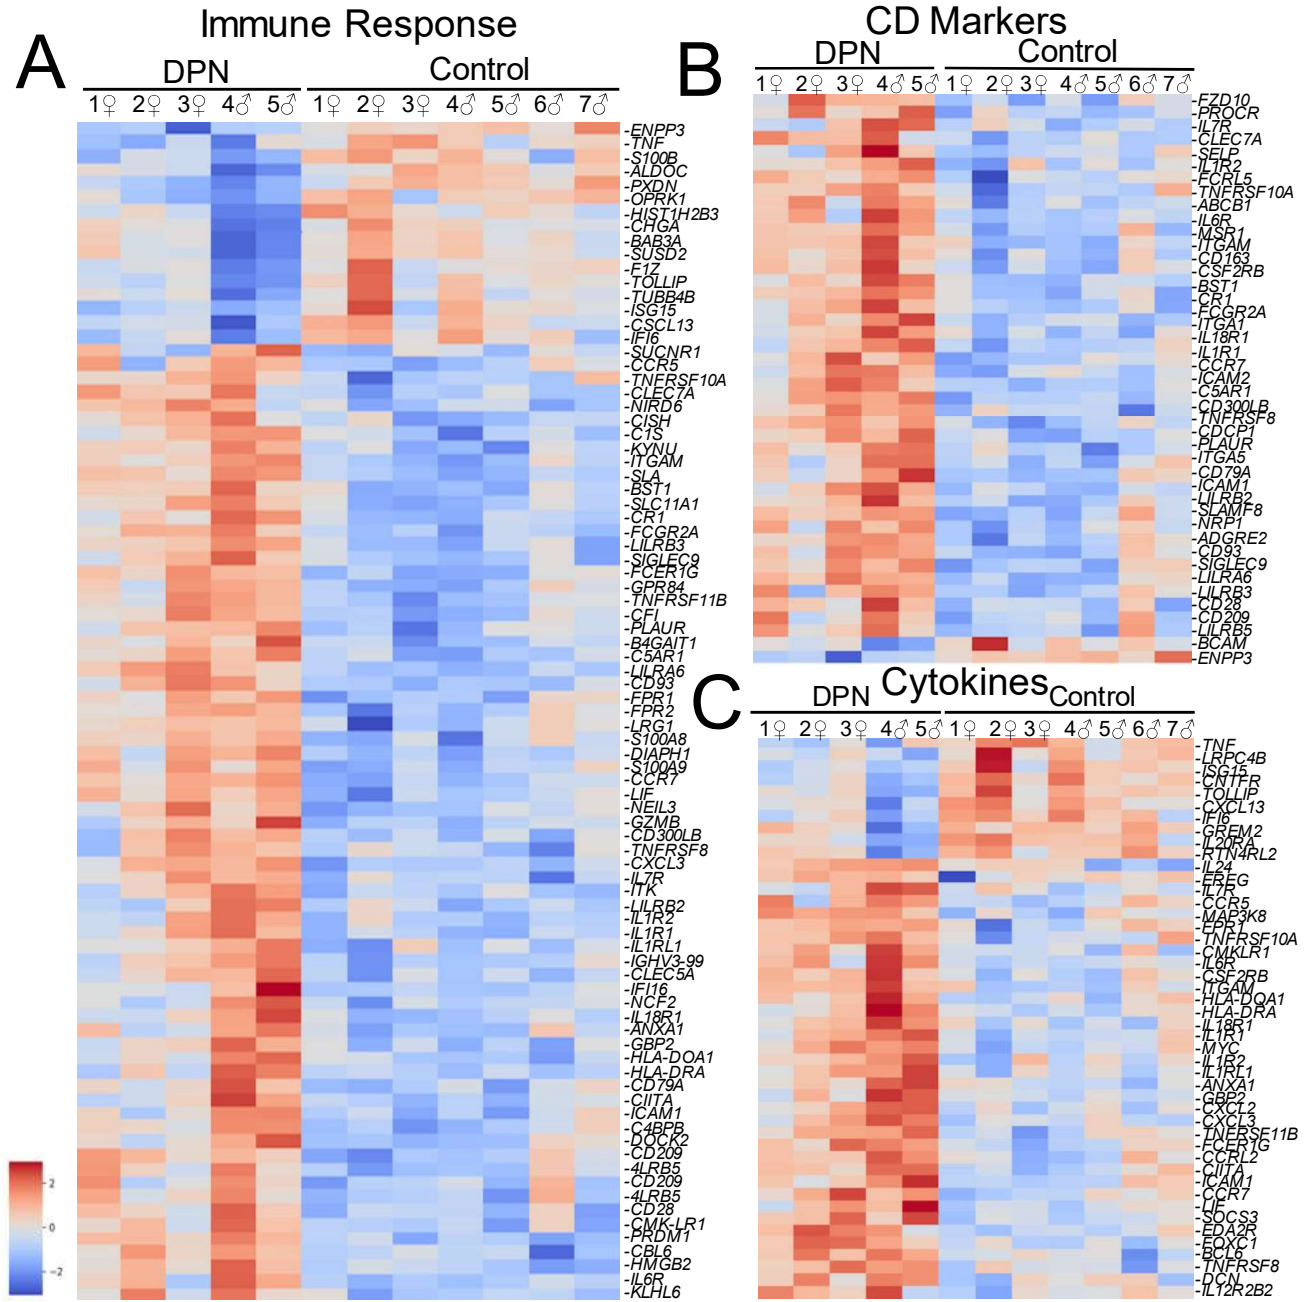 A
Immune Response
DPN
Control
1♀ 2♀ 3♀ 4♂ 5♂ 1♀ 2♀ 3♀ 4♂ 5♂ 6♂ 7♂
-ENPP3
-TNF
-S100B
-ALDOC
-PXDN
-OPRK1
-HIST1H2B3
-CHGA
-BAB3A
-SUSD2
-F1Z
-TOLLIP
-TUBB4B
-ISG15
-CSCL13
-IFI6
-SUCNR1
-CCR5
-TNFRSF10A
-CLEC7A
-NIRD6
-CISH
-C1S
-KYNU
-ITGAM
-SLA
-BST1
-SLC11A1
-CR1
-FCGR2A
-LILRB3
-SIGLEC9
-FCER1G
-GPR84
-TNFRSF11B
-CFI
-PLAUR
-B4GAIT1
-C5AR1
-LILRA6
-CD93
-FPR1
-FPR2
-LRG1
-S100A8
-DIAPH1
-S100A9
-CCR7
-LIF
-NEIL3
-GZMB
-CD300LB
-TNFRSF8
-CXCL3
-IL7R
-ITK
-LILRB2
-IL1R2
-IL1R1
-IL1RL1
-IGHV3-99
-CLEC5A
-IFI16
-NCF2
-IL18R1
-ANXA1
-GBP2
-HLA-DOA1
-HLA-DRA
-CD79A
-CIITA
-ICAM1
-C4BPB
-DOCK2
-CD209
-4LRB5
-CD209
-4LRB5
-CD28
-CMK-LR1
-PRDM1
-CBL6
-HMGB2
-IL6R
-KLHL6
2
0
−2
B
CD Markers
DPN
Control
1♀ 2♀ 3♀ 4♂ 5♂ 1♀ 2♀ 3♀ 4♂ 5♂ 6♂ 7♂
-FZD10
-PROCR
-IL7R
-CLEC7A
-SELP
-IL1R2
-FCRL5
-TNFRSF10A
-ABCB1
-IL6R
-MSR1
-ITGAM
-CD163
-CSF2RB
-BST1
-CR1
-FCGR2A
-ITGA1
-IL18R1
-IL1R1
-CCR7
-ICAM2
-C5AR1
-CD300LB
-TNFRSF8
-CDCP1
-PLAUR
-ITGA5
-CD79A
-ICAM1
-LILRB2
-SLAMF8
-NRP1
-ADGRE2
-CD93
-SIGLEC9
-LILRA6
-LILRB3
-CD28
-CD209
-LILRB5
-BCAM
-ENPP3
C
Cytokines
DPN
Control
1♀ 2♀ 3♀ 4♂ 5♂ 1♀ 2♀ 3♀ 4♂ 5♂ 6♂ 7♂
-TNF
-LRPC4B
-ISG15
-CNTFR
-TOLLIP
-CXCL13
-IFI6
-GREM2
-IL20RA
-RTN4RL2
-IL24
-EREG
-IL7R
-CCR5
-MAP3K8
-FPR1
-TNFRSF10A
-CMKLR1
-IL6R
-CSF2RB
-ITGAM
-HLA-DQA1
-HLA-DRA
-IL18R1
-IL1R1
-MYC
-IL1R2
-IL1RL1
-ANXA1
-GBP2
-CXCL2
-CXCL3
-TNFRSF11B
-FCER1G
-CCRL2
-CIITA
-ICAM1
-CCR7
-LIF
-SOCS3
-EDA2R
-FOXC1
-BCL6
-TNFRSF8
-DCN
-IL12R2B2